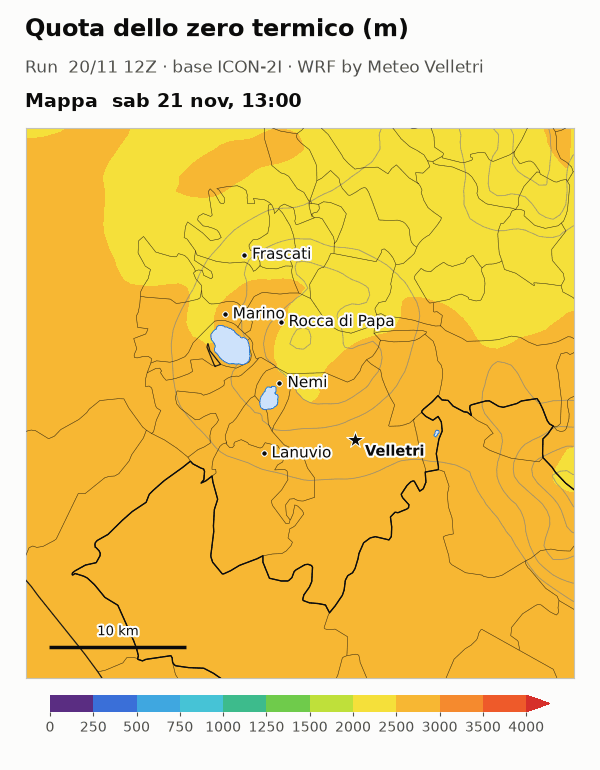 Quota dello zero termico (m)
Run  20/11 12Z · base ICON-2I · WRF by Meteo Velletri
Mappa  sab 21 nov, 13:00
Frascati
Marino
Rocca di Papa
Nemi
Velletri
Lanuvio
10 km
0 250 500 750 1000 1250 1500 2000 2500 3000 3500 4000